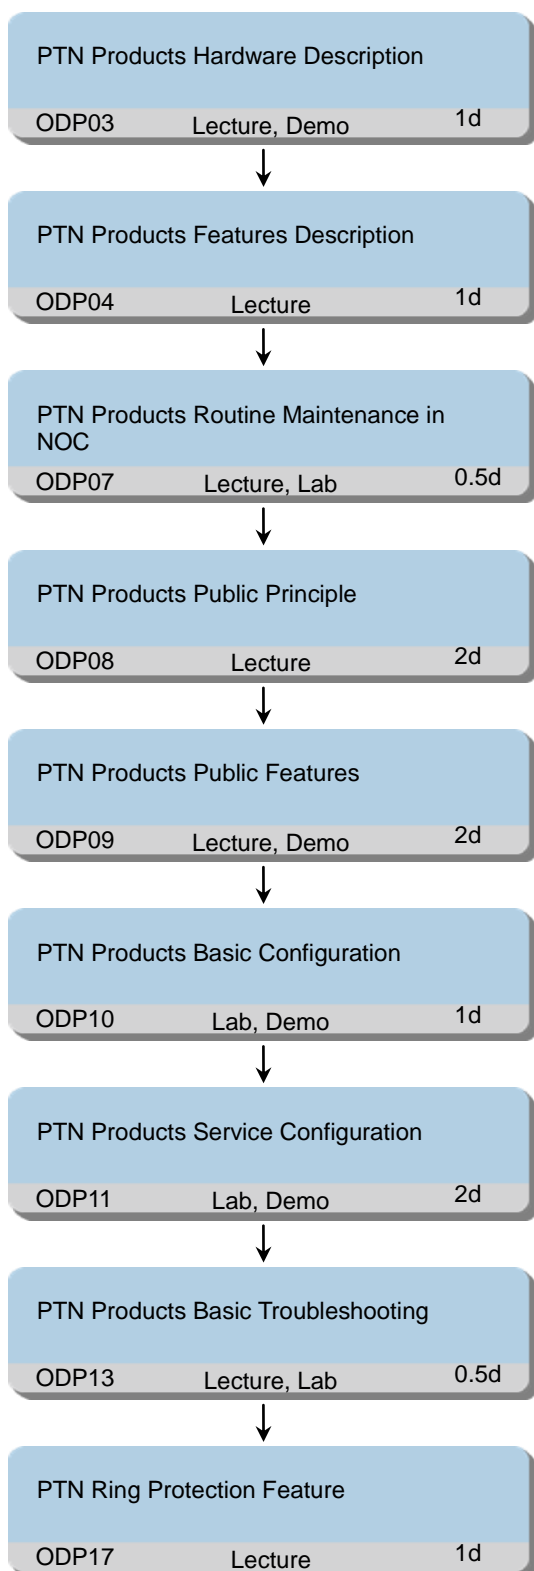 PTN Products Hardware Description
ODP03 Lecture, Demo 1d
PTN Products Features Description
ODP04 Lecture 1d
PTN Products Routine Maintenance in
NOC
ODP07 Lecture, Lab 0.5d
PTN Products Public Principle
ODP08 Lecture 2d
PTN Products Public Features
ODP09 Lecture, Demo 2d
PTN Products Basic Configuration
ODP10 Lab, Demo 1d
PTN Products Service Configuration
ODP11 Lab, Demo 2d
PTN Products Basic Troubleshooting
ODP13 Lecture, Lab 0.5d
PTN Ring Protection Feature
ODP17 Lecture 1d